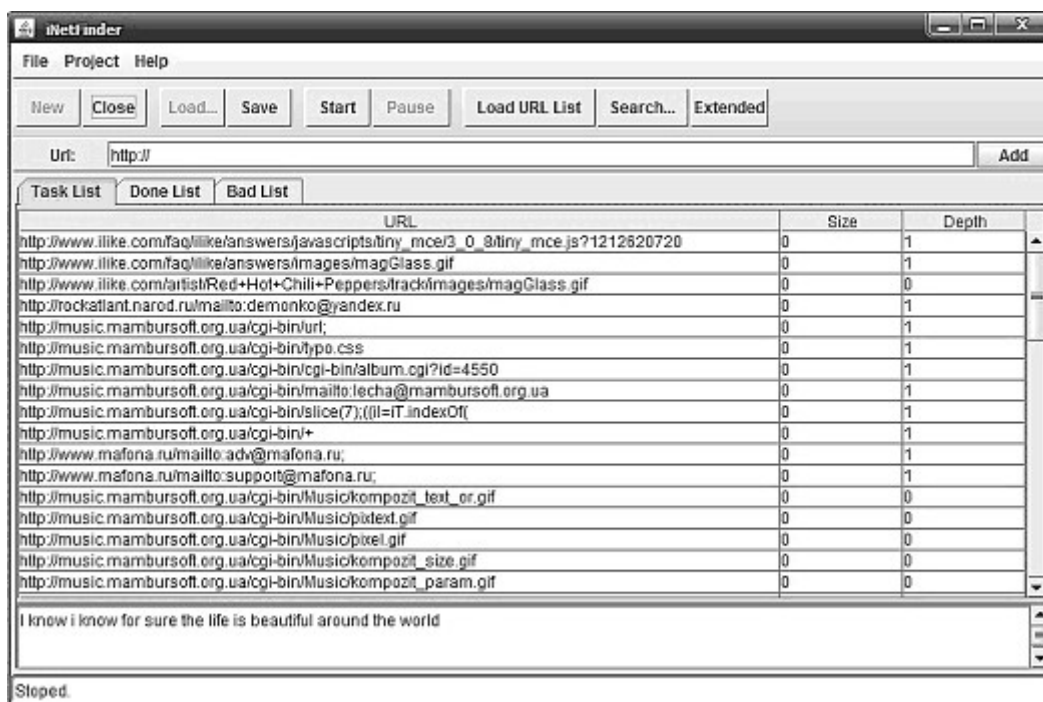 iNetFinder
File Project Help
New Close Load... Save Start Pause Load URL List Search... Extended
Url: http:// Add
Task List Done List Bad List
URL Size Depth
http://www.ilike.com/faq/ilike/answers/javascripts/tiny_mce/3_0_8/tiny_mce.js?1212620720 0 1
http://www.ilike.com/faq/ilike/answers/images/magGlass.gif 0 1
http://www.ilike.com/artist/Red+Hot+Chili+Peppers/track/images/magGlass.gif 0 0
http://rockatlant.narod.ru/mailto:demonko@yandex.ru 0 1
http://music.mambursoft.org.ua/cgi-bin/url; 0 1
http://music.mambursoft.org.ua/cgi-bin/typo.css 0 1
http://music.mambursoft.org.ua/cgi-bin/cgi-bin/album.cgi?id=4550 0 1
http://music.mambursoft.org.ua/cgi-bin/mailto:lecha@mambursoft.org.ua 0 1
http://music.mambursoft.org.ua/cgi-bin/slice(7);((il=iT.indexOf( 0 1
http://music.mambursoft.org.ua/cgi-bin/+ 0 1
http://www.mafona.ru/mailto:adv@mafona.ru; 0 1
http://www.mafona.ru/mailto:support@mafona.ru; 0 1
http://music.mambursoft.org.ua/cgi-bin/Music/kompozit_text_or.gif 0 0
http://music.mambursoft.org.ua/cgi-bin/Music/pixtext.gif 0 0
http://music.mambursoft.org.ua/cgi-bin/Music/pixel.gif 0 0
http://music.mambursoft.org.ua/cgi-bin/Music/kompozit_size.gif 0 0
http://music.mambursoft.org.ua/cgi-bin/Music/kompozit_param.gif 0 0
I know i know for sure the life is beautiful around the world
Stoped.